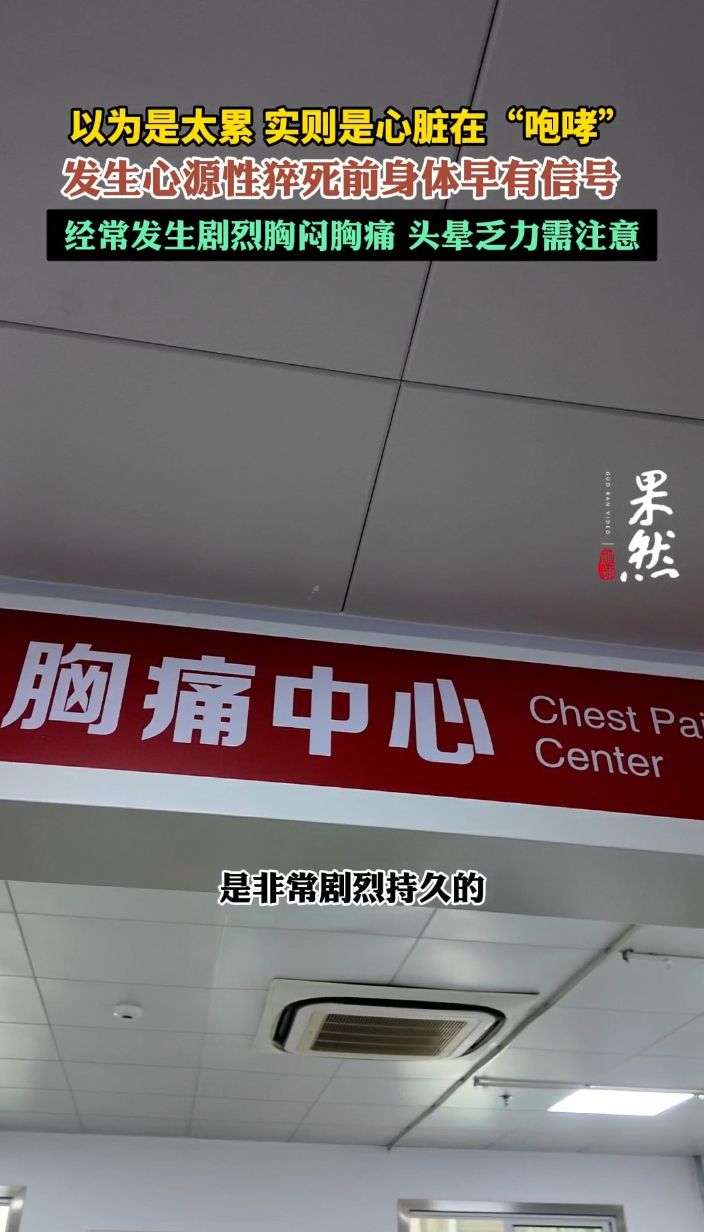 以为是太累 实则是心脏在“咆哮”
发生心源性猝死前身体早有信号
经常发生剧烈胸闷胸痛 头晕乏力需注意
果然
GUO RAN VIDEO
胸痛中心
Chest Pai
Center
是非常剧烈持久的